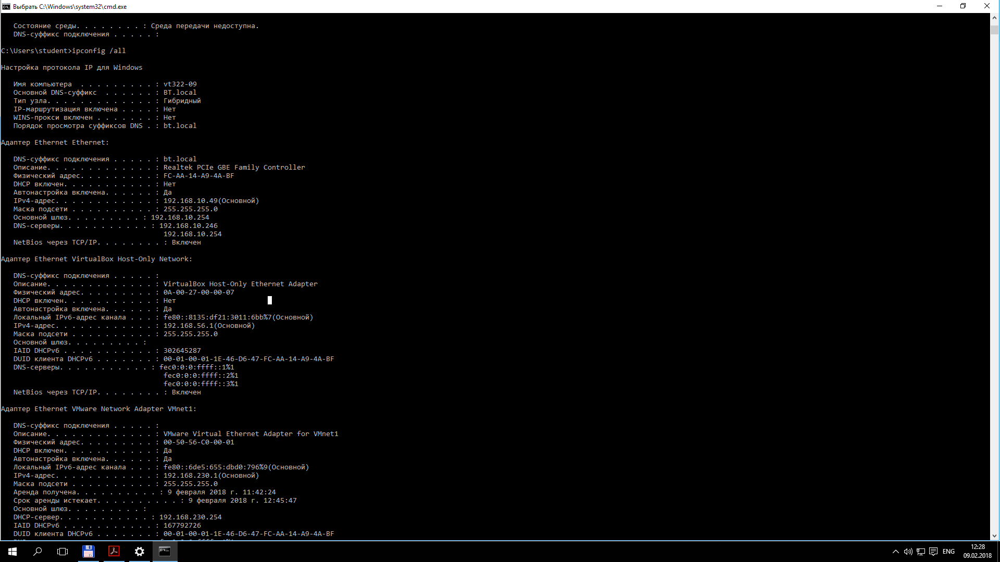 Выбрать C:\Windows\system32\cmd.exe
Состояние среды. . . . . . . . : Среда передачи недоступна.
DNS-суффикс подключения . . . . . :
C:\Users\student>ipconfig /all
Настройка протокола IP для Windows
Имя компьютера  . . . . . . . . . : vt322-09
Основной DNS-суффикс  . . . . . . : BT.local
Тип узла. . . . . . . . . . . . . : Гибридный
IP-маршрутизация включена . . . . : Нет
WINS-прокси включен . . . . . . . : Нет
Порядок просмотра суффиксов DNS . : bt.local
Адаптер Ethernet Ethernet:
DNS-суффикс подключения . . . . . : bt.local
Описание. . . . . . . . . . . . . : Realtek PCIe GBE Family Controller
Физический адрес. . . . . . . . . : FC-AA-14-A9-4A-BF
DHCP включен. . . . . . . . . . . : Нет
Автонастройка включена. . . . . . : Да
IPv4-адрес. . . . . . . . . . . . : 192.168.10.49(Основной)
Маска подсети . . . . . . . . . . : 255.255.255.0
Основной шлюз. . . . . . . . . : 192.168.10.254
DNS-серверы. . . . . . . . . . . : 192.168.10.246
192.168.10.254
NetBios через TCP/IP. . . . . . . . : Включен
Адаптер Ethernet VirtualBox Host-Only Network:
DNS-суффикс подключения . . . . . :
Описание. . . . . . . . . . . . . : VirtualBox Host-Only Ethernet Adapter
Физический адрес. . . . . . . . . : 0A-00-27-00-00-07
DHCP включен. . . . . . . . . . . : Нет
Автонастройка включена. . . . . . : Да
Локальный IPv6-адрес канала . . . : fe80::8135:df21:3011:6bb%7(Основной)
IPv4-адрес. . . . . . . . . . . . : 192.168.56.1(Основной)
Маска подсети . . . . . . . . . . : 255.255.255.0
Основной шлюз. . . . . . . . . :
IAID DHCPv6 . . . . . . . . . . . : 302645287
DUID клиента DHCPv6 . . . . . . . : 00-01-00-01-1E-46-D6-47-FC-AA-14-A9-4A-BF
DNS-серверы. . . . . . . . . . . : fec0:0:0:ffff::1%1
fec0:0:0:ffff::2%1
fec0:0:0:ffff::3%1
NetBios через TCP/IP. . . . . . . . : Включен
Адаптер Ethernet VMware Network Adapter VMnet1:
DNS-суффикс подключения . . . . . :
Описание. . . . . . . . . . . . . : VMware Virtual Ethernet Adapter for VMnet1
Физический адрес. . . . . . . . . : 00-50-56-C0-00-01
DHCP включен. . . . . . . . . . . : Да
Автонастройка включена. . . . . . : Да
Локальный IPv6-адрес канала . . . : fe80::6de5:655:dbd0:796%9(Основной)
IPv4-адрес. . . . . . . . . . . . : 192.168.230.1(Основной)
Маска подсети . . . . . . . . . . : 255.255.255.0
Аренда получена. . . . . . . . . . : 9 февраля 2018 г. 11:42:24
Срок аренды истекает. . . . . . . . . . : 9 февраля 2018 г. 12:45:47
Основной шлюз. . . . . . . . . :
DHCP-сервер. . . . . . . . . . . : 192.168.230.254
IAID DHCPv6 . . . . . . . . . . . : 167792726
DUID клиента DHCPv6 . . . . . . . : 00-01-00-01-1E-46-D6-47-FC-AA-14-A9-4A-BF
ENG
12:28
09.02.2018